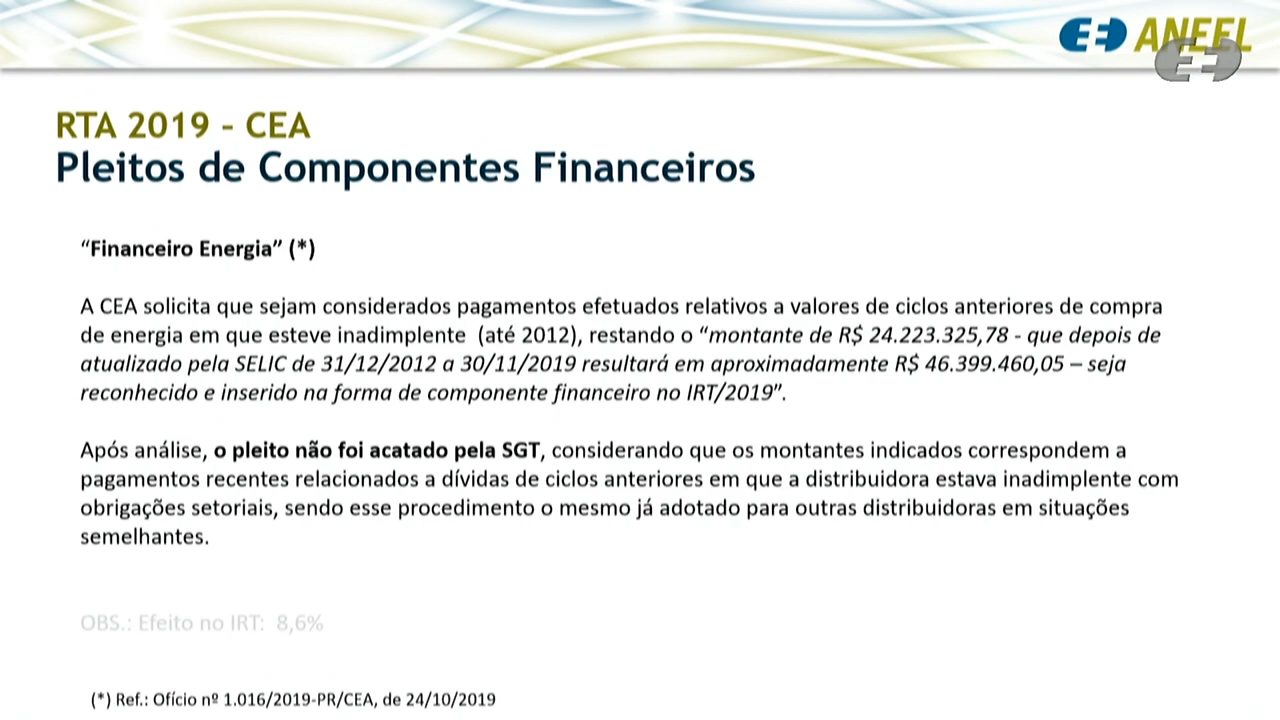 ANEEL
RTA 2019 - CEA
Pleitos de Componentes Financeiros
“Financeiro Energia” (*)
A CEA solicita que sejam considerados pagamentos efetuados relativos a valores de ciclos anteriores de compra
de energia em que esteve inadimplente (até 2012), restando o “montante de R$ 24.223.325,78 - que depois de
atualizado pela SELIC de 31/12/2012 a 30/11/2019 resultará em aproximadamente R$ 46.399.460,05 – seja
reconhecido e inserido na forma de componente financeiro no IRT/2019”.
Após análise, o pleito não foi acatado pela SGT, considerando que os montantes indicados correspondem a
pagamentos recentes relacionados a dívidas de ciclos anteriores em que a distribuidora estava inadimplente com
obrigações setoriais, sendo esse procedimento o mesmo já adotado para outras distribuidoras em situações
semelhantes.
OBS.: Efeito no IRT: 8,6%
(*) Ref.: Ofício nº 1.016/2019-PR/CEA, de 24/10/2019